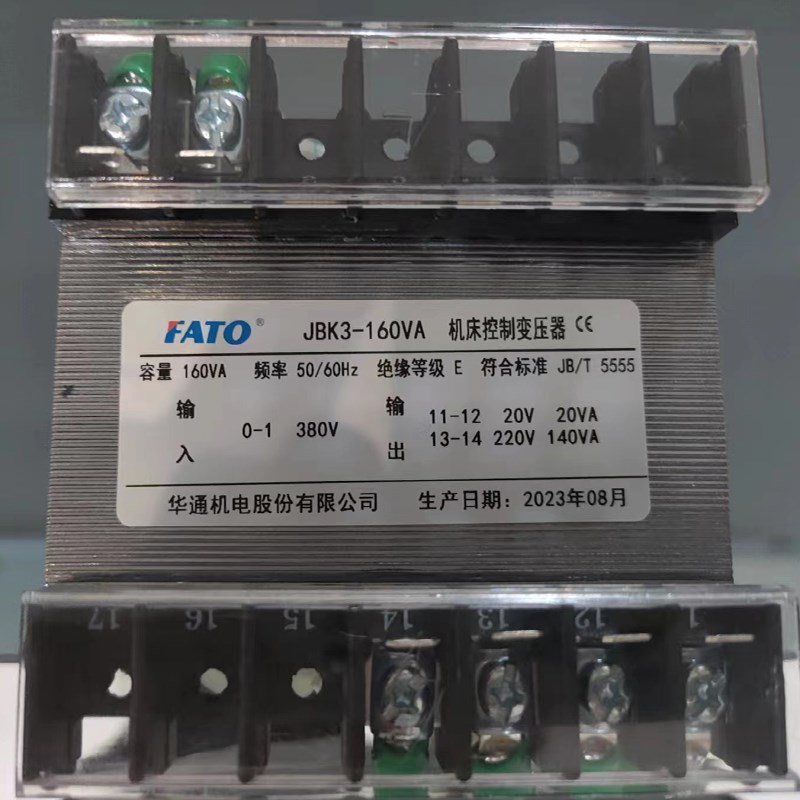 FATO® JBK3-160VA 机床控制变压器 CE
容量 160VA 频率 50/60Hz 绝缘等级 E 符合标准 JB/T 5555
输入 0-1 380V
输出 11-12 20V 20VA
13-14 220V 140VA
华通机电股份有限公司 生产日期：2023年08月
17 16 15 14 13 12